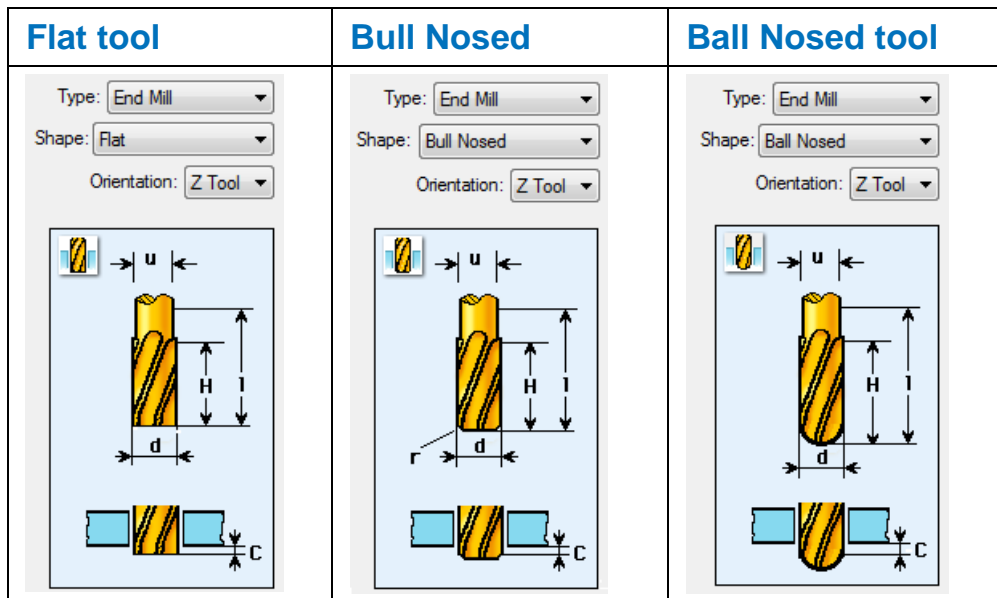 Flat tool
Bull Nosed
Ball Nosed tool
Type: End Mill
Shape: Flat
Orientation: Z Tool
u
H
l
d
C
Type: End Mill
Shape: Bull Nosed
Orientation: Z Tool
u
H
l
r
d
C
Type: End Mill
Shape: Ball Nosed
Orientation: Z Tool
u
H
l
d
C